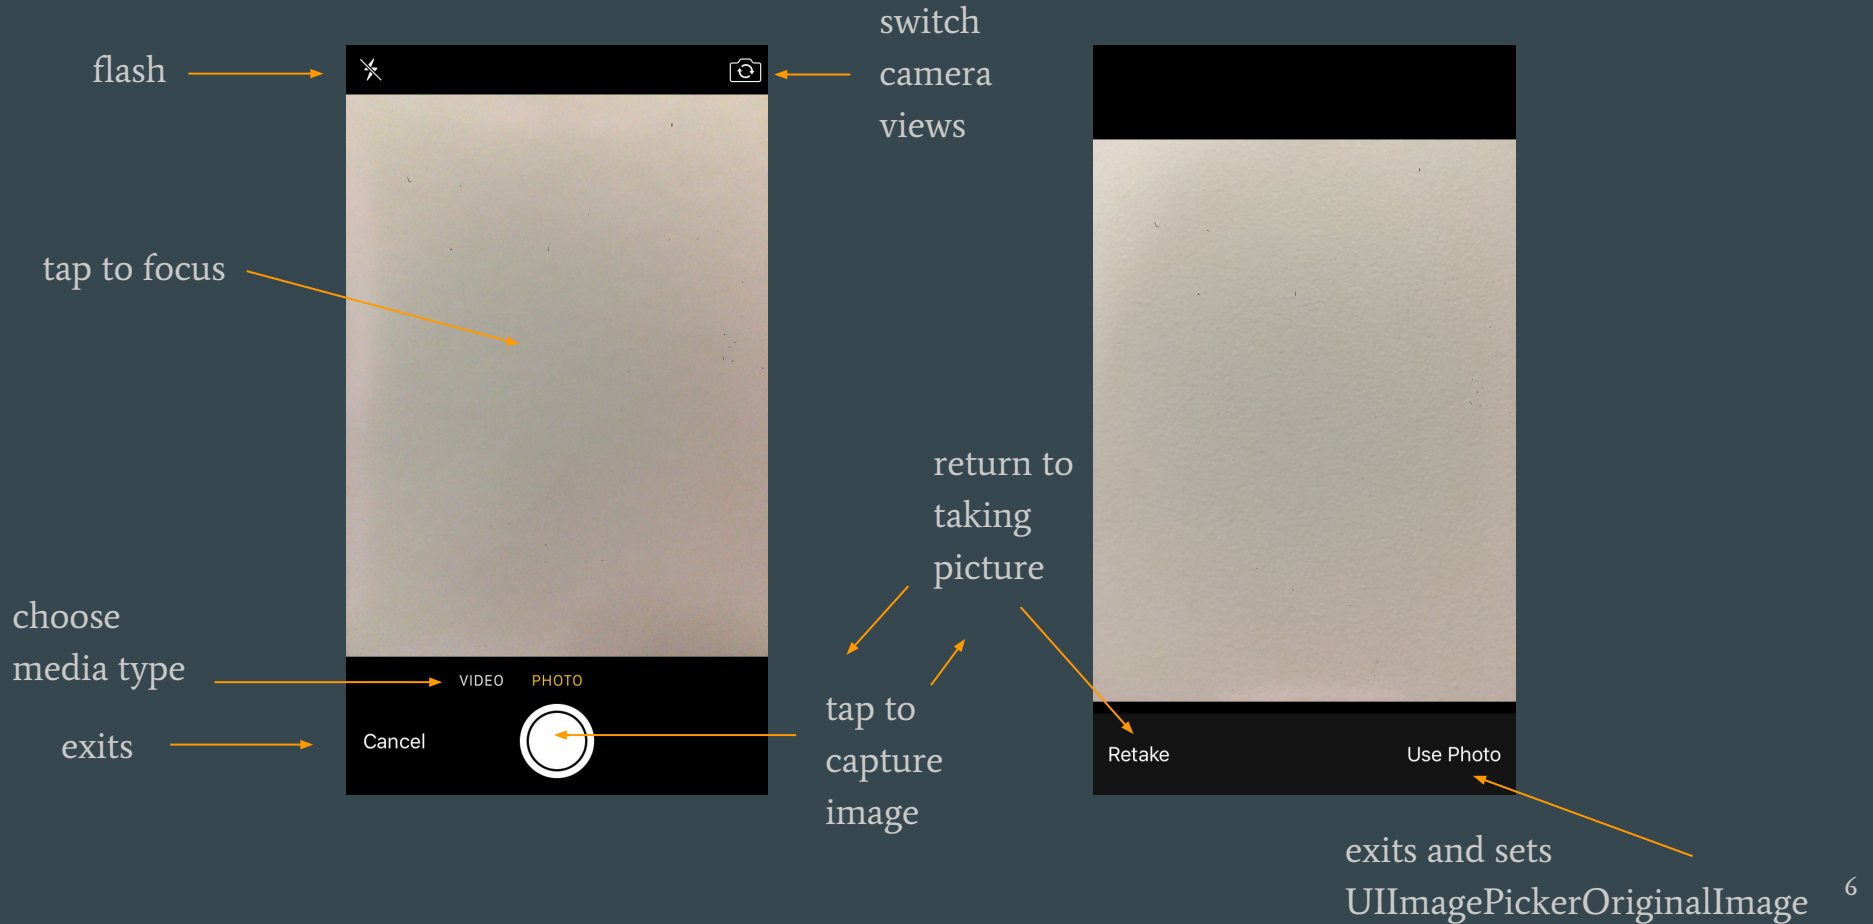 flash
switch
camera
views
tap to focus
return to
taking
picture
choose
media type
VIDEO PHOTO
exits
Cancel
tap to
capture
image
Retake
Use Photo
exits and sets
UIImagePickerOriginalImage
6